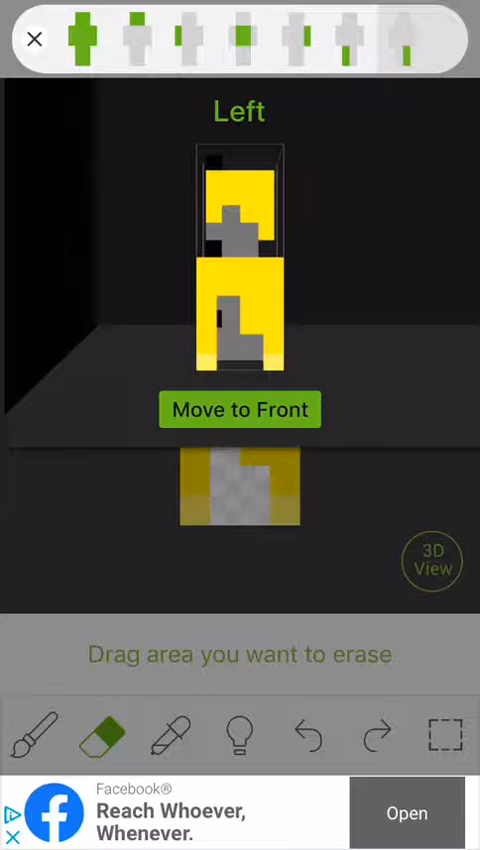 Left
Move to Front
3D
View
Drag area you want to erase
Facebook®
Reach Whoever,
Whenever.
Open